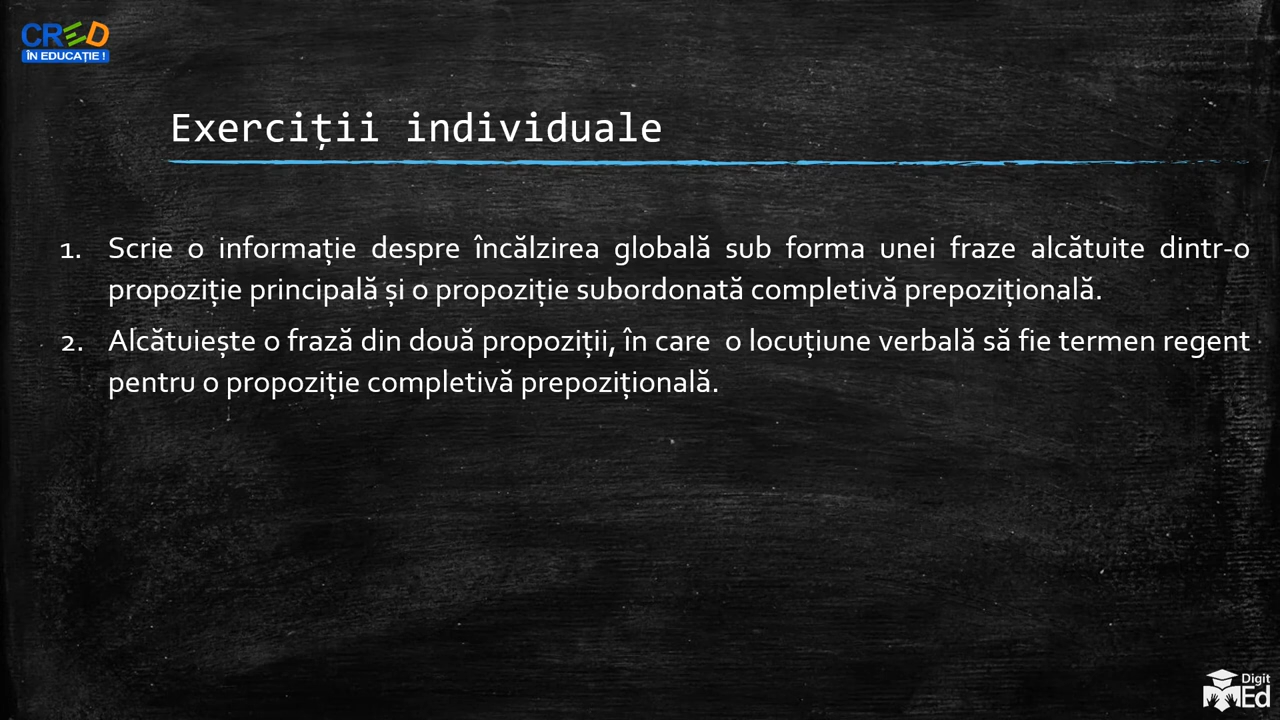 CRED
ÎN EDUCAȚIE !
Exerciții individuale
1. Scrie o informație despre încălzirea globală sub forma unei fraze alcătuite dintr-o
propoziție principală și o propoziție subordonată completivă prepozițională.
2. Alcătuiește o frază din două propoziții, în care  o locuțiune verbală să fie termen regent
pentru o propoziție completivă prepozițională.
Digit
Ed